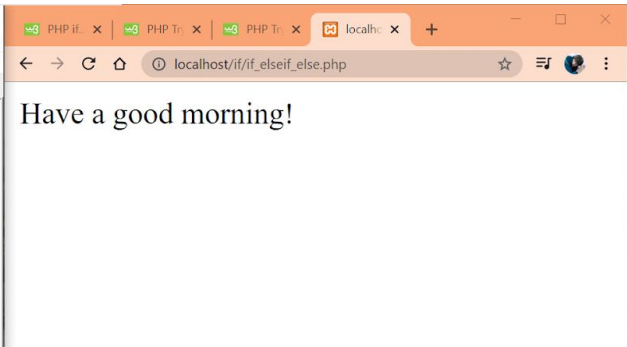 PHP if. PHP Tr PHP Tr localho
localhost/if/if_elseif_else.php
Have a good morning!